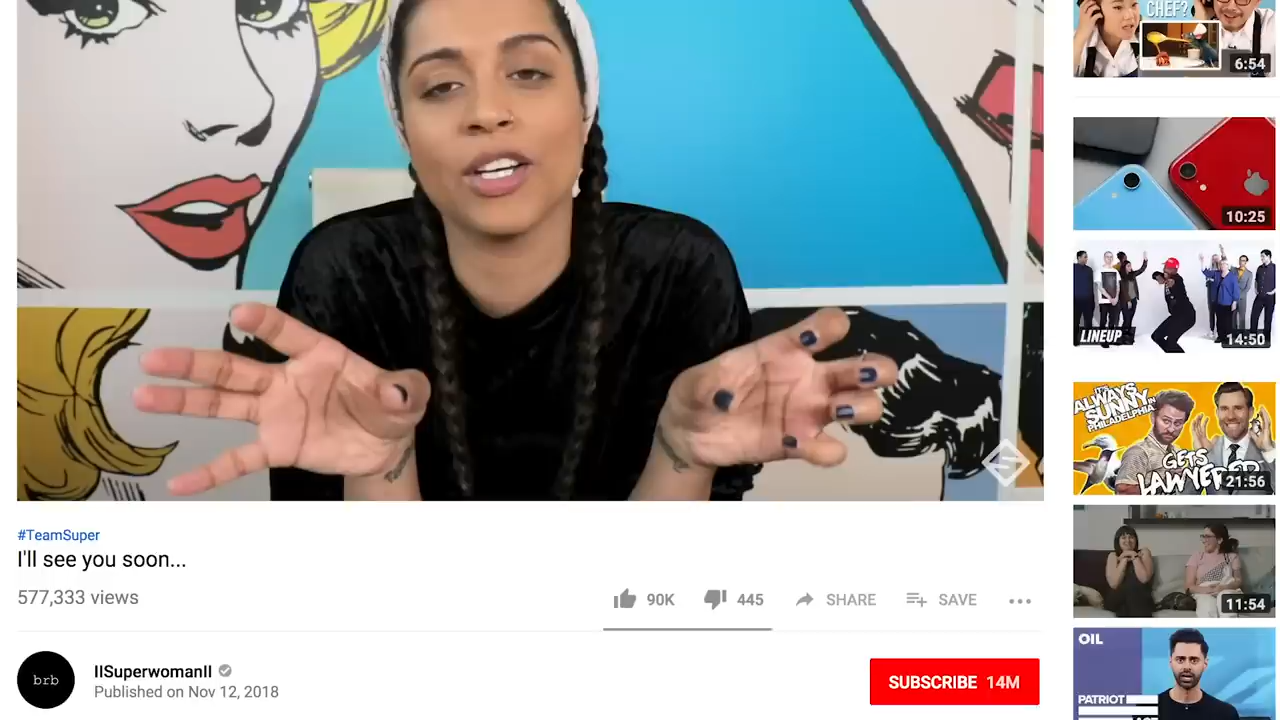 #TeamSuper
I'll see you soon...
577,333 views
90K
445
SHARE
SAVE
brb
IISuperwomanII
Published on Nov 12, 2018
SUBSCRIBE 14M
CHEF?
6:54
10:25
LINEUP
14:50
IT'S
ALWAYS
SUNNY IN
PHILADELPHIA
GETS
LAWYERED
21:56
11:54
OIL
PATRIOT